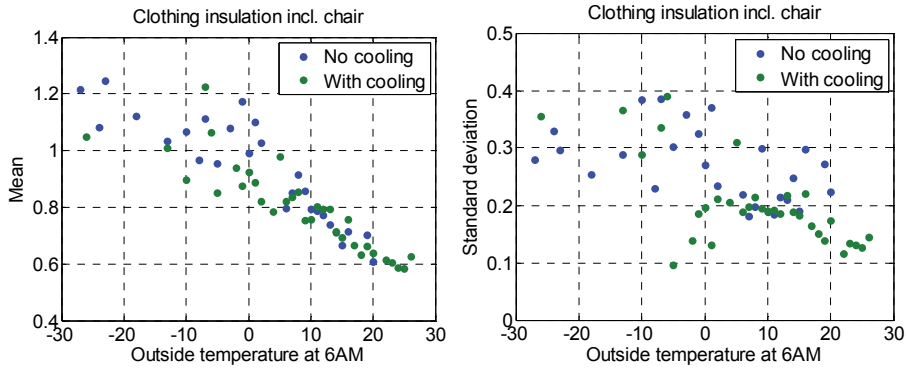 Clothing insulation incl. chair
1.4
1.2
1
0.8
0.6
0.4
Mean
No cooling
With cooling
-30 -20 -10 0 10 20 30
Outside temperature at 6AM
Clothing insulation incl. chair
0.5
0.4
0.3
0.2
0.1
0
Standard deviation
No cooling
With cooling
-30 -20 -10 0 10 20 30
Outside temperature at 6AM